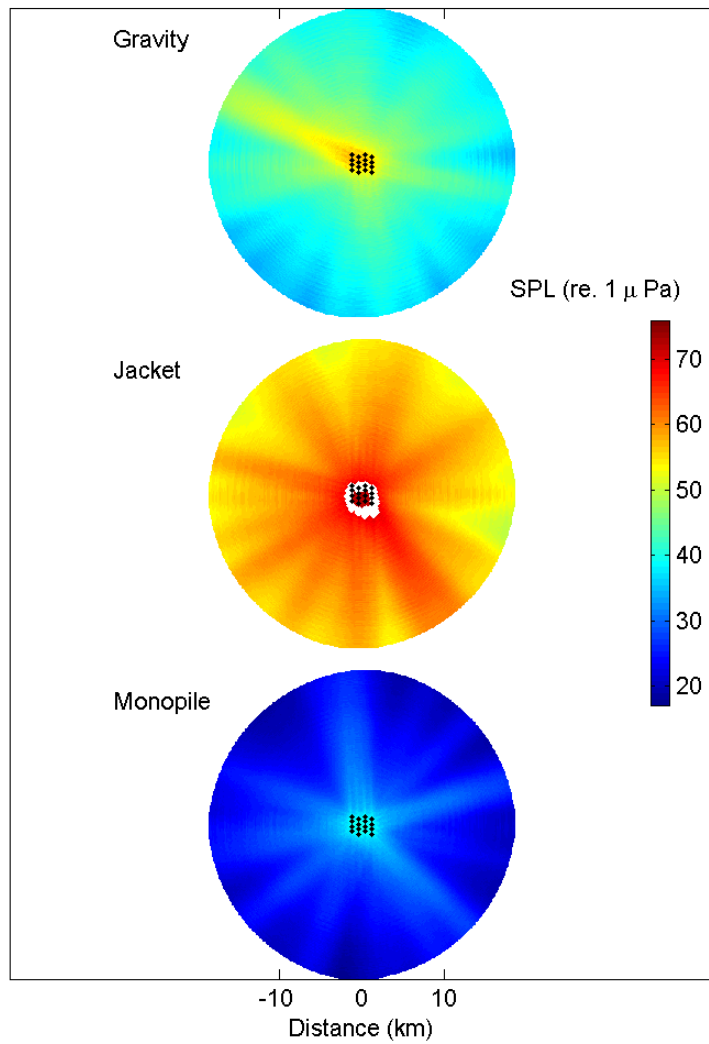 Gravity
SPL (re. 1 μ Pa)
Jacket
70
60
50
40
30
20
Monopile
-10 0 10
Distance (km)